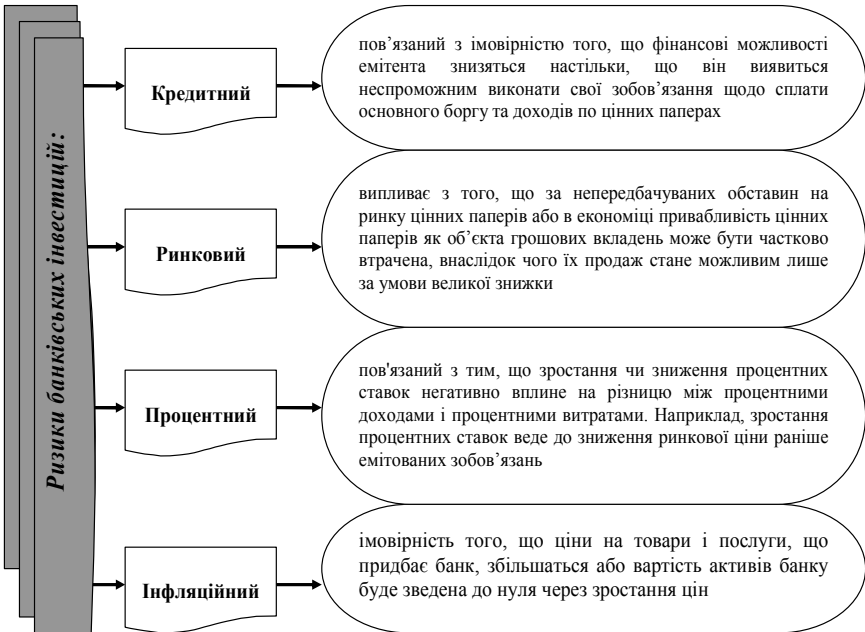 Ризики банківських інвестицій:
Кредитний
пов’язаний з імовірністю того, що фінансові можливості
емітента знизяться настільки, що він виявиться
неспроможним виконати свої зобов’язання щодо сплати
основного боргу та доходів по цінних паперах
Ринковий
випливає з того, що за непередбачуваних обставин на
ринку цінних паперів або в економіці привабливість цінних
паперів як об’єкта грошових вкладень може бути частково
втрачена, внаслідок чого їх продаж стане можливим лише
за умови великої знижки
Процентний
пов'язаний з тим, що зростання чи зниження процентних
ставок негативно вплине на різницю між процентними
доходами і процентними витратами. Наприклад, зростання
процентних ставок веде до зниження ринкової ціни раніше
емітованих зобов’язань
Інфляційний
імовірність того, що ціни на товари і послуги, що
придбає банк, збільшаться або вартість активів банку
буде зведена до нуля через зростання цін